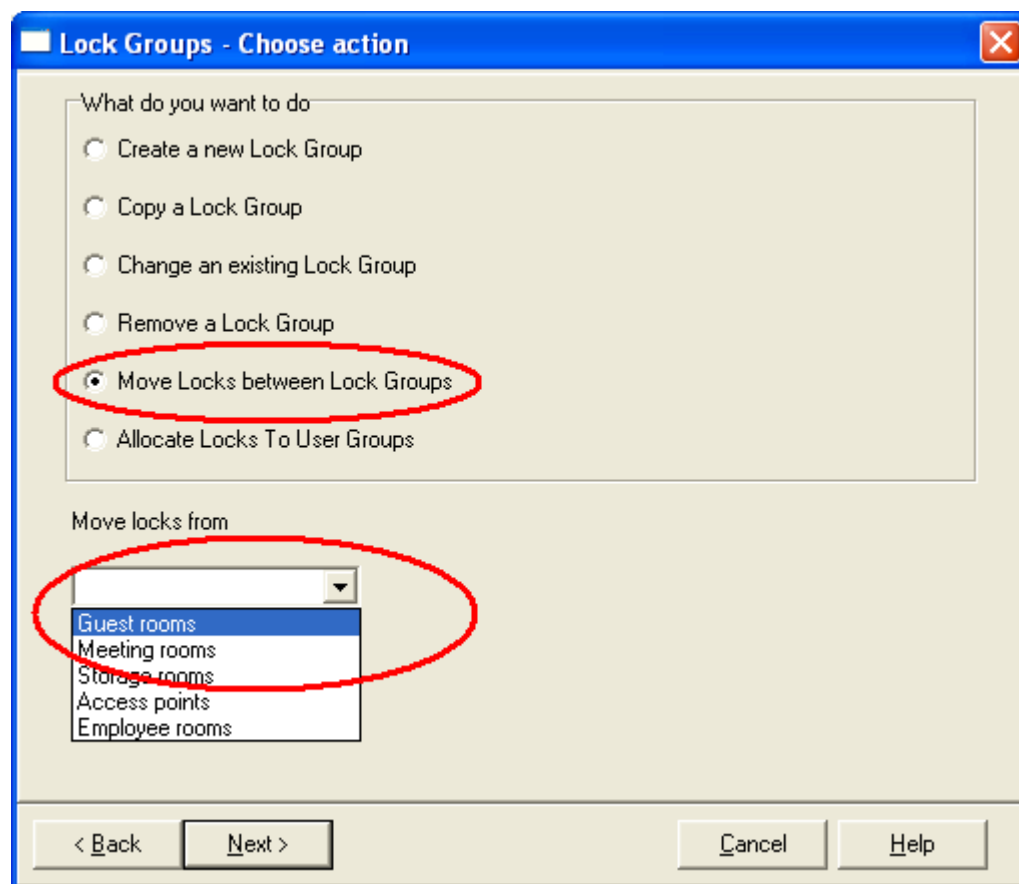 Lock Groups - Choose action
What do you want to do
Create a new Lock Group
Copy a Lock Group
Change an existing Lock Group
Remove a Lock Group
Move Locks between Lock Groups
Allocate Locks To User Groups
Move locks from
Guest rooms
Meeting rooms
Storage rooms
Access points
Employee rooms
< Back Next > Cancel Help